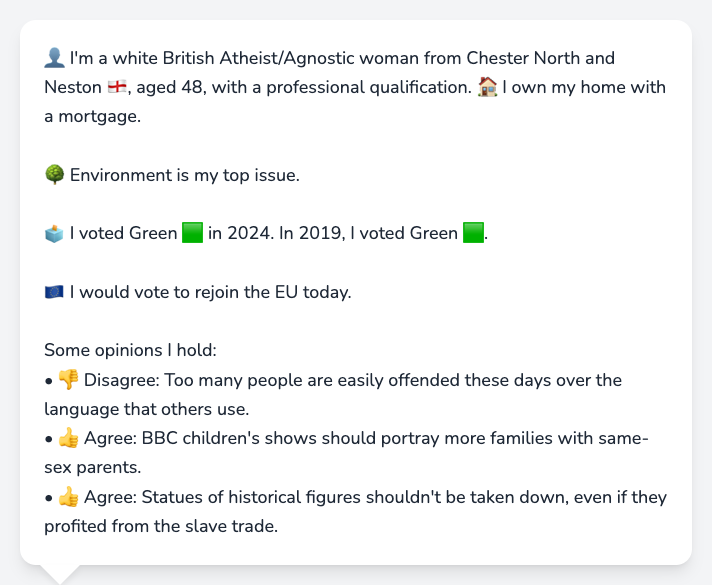 👤 I'm a white British Atheist/Agnostic woman from Chester North and
Neston 🏴󠁧󠁢󠁥󠁮󠁧󠁿, aged 48, with a professional qualification. 🏠 I own my home with
a mortgage.
🌳 Environment is my top issue.
🗳️ I voted Green 🟩 in 2024. In 2019, I voted Green 🟩.
🇪🇺 I would vote to rejoin the EU today.
Some opinions I hold:
• 👎 Disagree: Too many people are easily offended these days over the
language that others use.
• 👍 Agree: BBC children's shows should portray more families with same-
sex parents.
• 👍 Agree: Statues of historical figures shouldn't be taken down, even if they
profited from the slave trade.